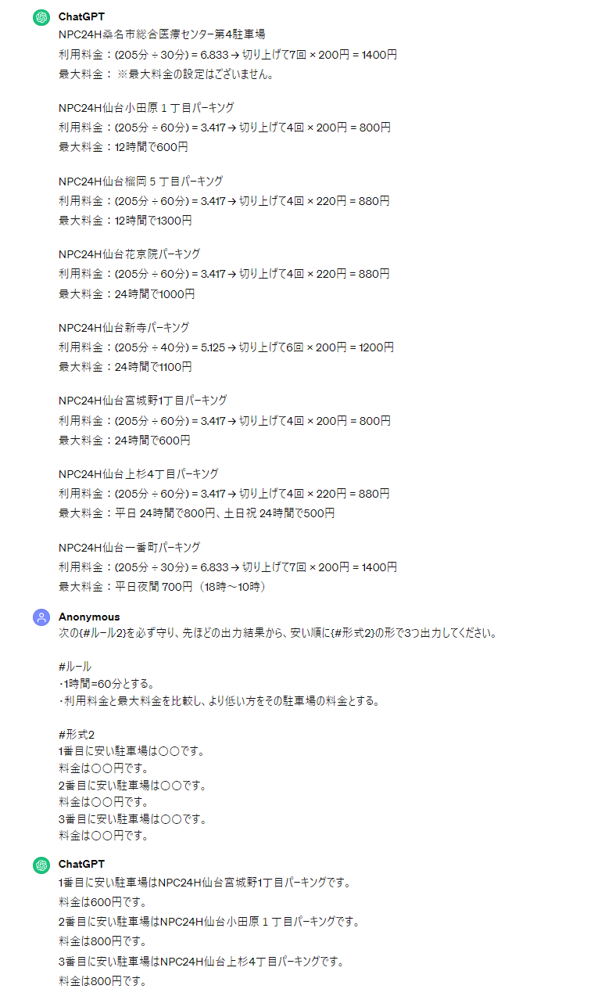 ChatGPT
NPC24H桑名市総合医療センター第4駐車場
利用料金：(205分 ÷ 30分) = 6.833 → 切り上げて7回 × 200円 = 1400円
最大料金： ※最大料金の設定はございません。
NPC24H仙台小田原１丁目パーキング
利用料金：(205分 ÷ 60分) = 3.417 → 切り上げて4回 × 200円 = 800円
最大料金：12時間で600円
NPC24H仙台榴岡５丁目パーキング
利用料金：(205分 ÷ 60分) = 3.417 → 切り上げて4回 × 220円 = 880円
最大料金：12時間で1300円
NPC24H仙台花京院パーキング
利用料金：(205分 ÷ 60分) = 3.417 → 切り上げて4回 × 220円 = 880円
最大料金：24時間で1000円
NPC24H仙台新寺パーキング
利用料金：(205分 ÷ 40分) = 5.125 → 切り上げて6回 × 200円 = 1200円
最大料金：24時間で1100円
NPC24H仙台宮城野1丁目パーキング
利用料金：(205分 ÷ 60分) = 3.417 → 切り上げて4回 × 200円 = 800円
最大料金：24時間で600円
NPC24H仙台上杉4丁目パーキング
利用料金：(205分 ÷ 60分) = 3.417 → 切り上げて4回 × 220円 = 880円
最大料金：平日 24時間で800円、土日祝 24時間で500円
NPC24H仙台一番町パーキング
利用料金：(205分 ÷ 30分) = 6.833 → 切り上げて7回 × 200円 = 1400円
最大料金：平日夜間 700円（18時～10時）
Anonymous
次の{#ルール2}を必ず守り、先ほどの出力結果から、安い順に{#形式2}の形で3つ出力してください。
#ルール
・1時間=60分とする。
・利用料金と最大料金を比較し、より低い方をその駐車場の料金とする。
#形式2
1番目に安い駐車場は〇〇です。
料金は〇〇円です。
2番目に安い駐車場は〇〇です。
料金は〇〇円です。
3番目に安い駐車場は〇〇です。
料金は〇〇円です。
ChatGPT
1番目に安い駐車場はNPC24H仙台宮城野1丁目パーキングです。
料金は600円です。
2番目に安い駐車場はNPC24H仙台小田原１丁目パーキングです。
料金は800円です。
3番目に安い駐車場はNPC24H仙台上杉4丁目パーキングです。
料金は800円です。